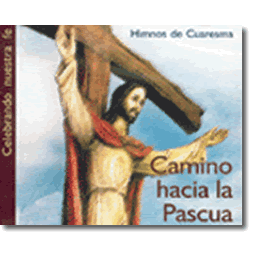 Himnos de Cuaresma
Celebrando nuestra fe
Camino
hacia la
Pascua